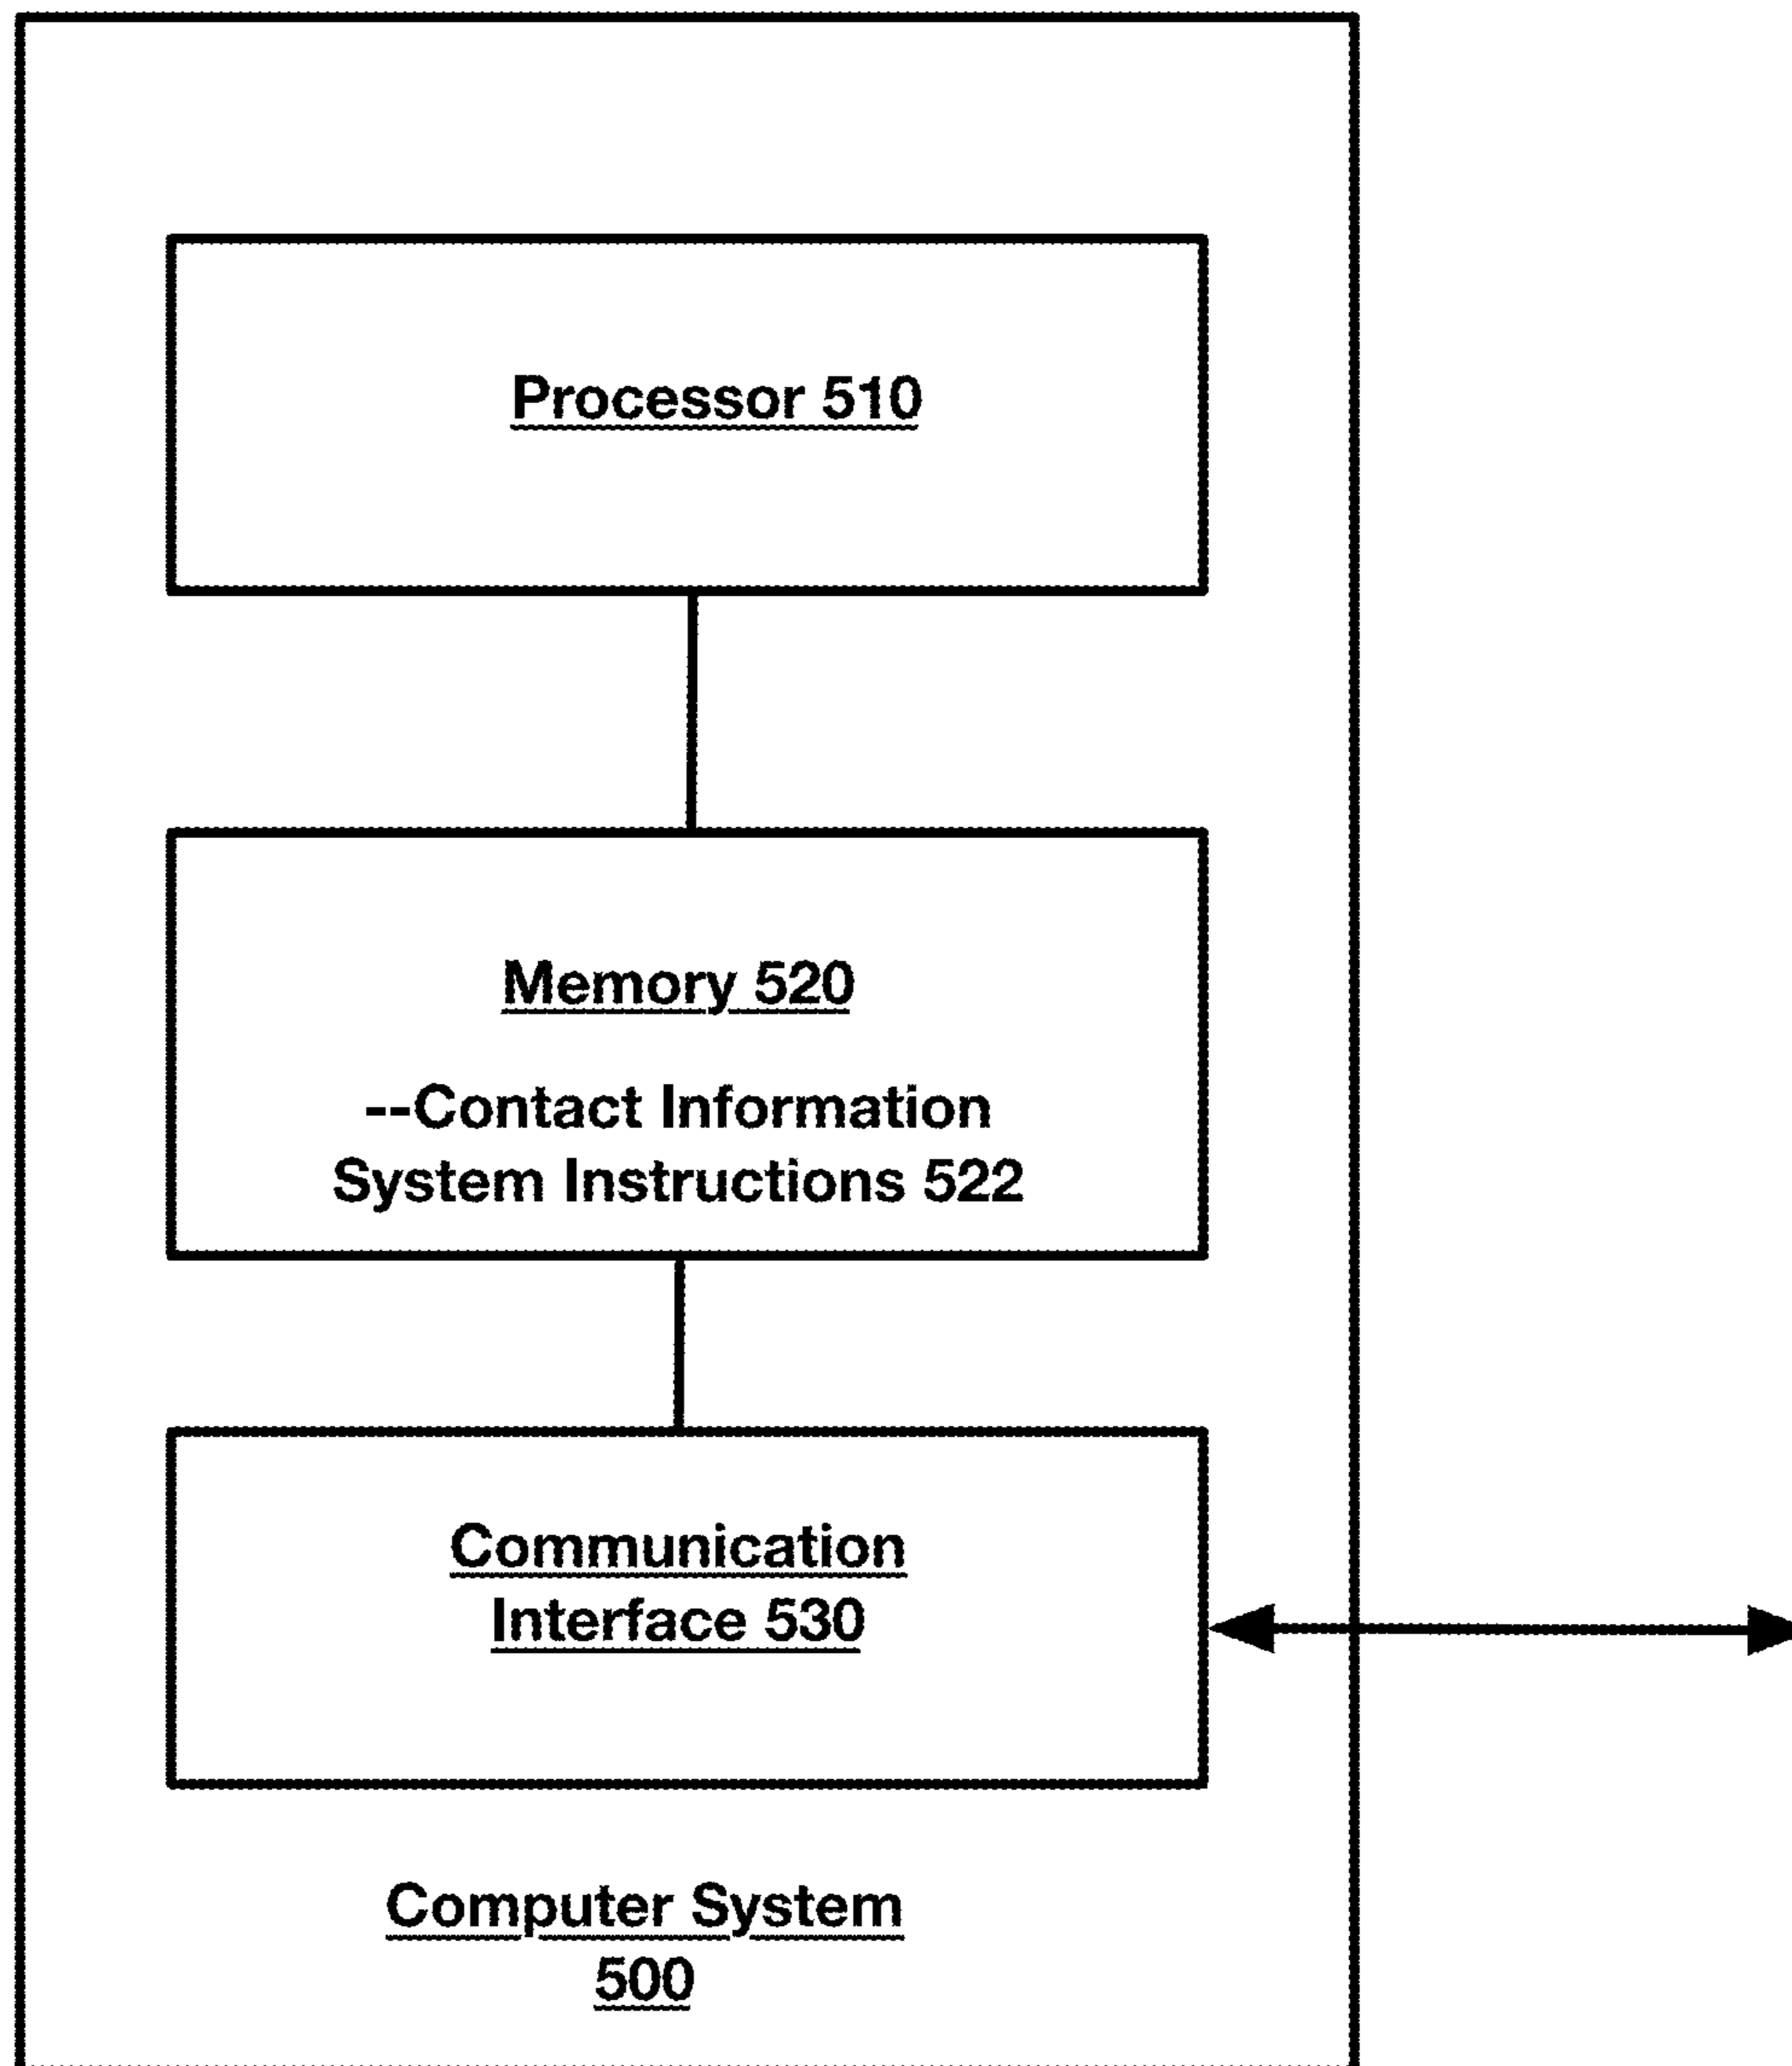 Processor 510
Memory 520
--Contact Information
System Instructions 522
Communication
Interface 530
Computer System
500